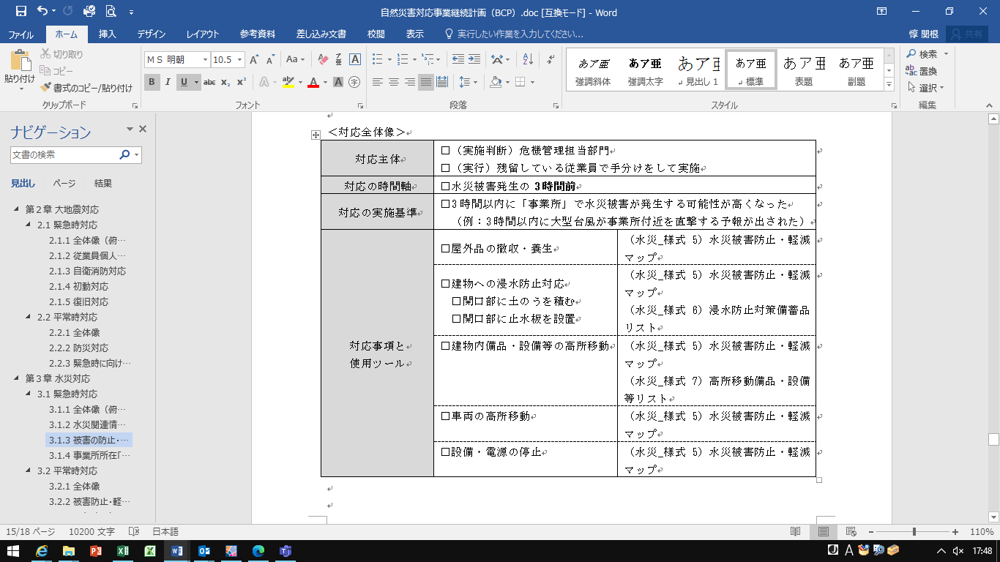 自然災害対応事業継続計画（BCP）.doc [互換モード] - Word
ファイル ホーム 挿入 デザイン レイアウト 参考資料 差し込み文書 校閲 表示 実行したい作業を入力してください... 惇 関根 共有
貼り付け
切り取り
コピー
書式のコピー/貼り付け
クリップボード
ＭＳ 明朝 10.5
B I U abc x₂ x²
フォント
段落
あア亜 あア亜 あア亜 あア亜 あア亜 あア亜
強調斜体 強調太字 見出し 1 標準 表題 副題
スタイル
検索
置換
選択
編集
ナビゲーション
文書の検索
見出し ページ 結果
第２章 大地震対応
2.1 緊急時対応
2.1.1 全体像（俯…
2.1.2 従業員個人…
2.1.3 自衛消防対応
2.1.4 初動対応
2.1.5 復旧対応
2.2 平常時対応
2.2.1 全体像
2.2.2 防災対応
2.2.3 緊急時に向け…
第３章 水災対応
3.1 緊急時対応
3.1.1 全体像（俯…
3.1.2 水災関連情…
3.1.3 被害の防止・…
3.1.4 事業所所在「…
3.2 平常時対応
3.2.1 全体像
3.2.2 被害防止・軽…
＜対応全体像＞
対応主体
□（実施判断）危機管理担当部門
□（実行）残留している従業員で手分けをして実施
対応の時間軸
□水災被害発生の 3時間前
対応の実施基準
□3時間以内に「事業所」で水災被害が発生する可能性が高くなった
（例：3時間以内に大型台風が事業所付近を直撃する予報が出された）
対応事項と
使用ツール
□屋外品の撤収・養生
（水災_様式 5）水災被害防止・軽減
マップ
□建物への浸水防止対応
□開口部に土のうを積む
□開口部に止水板を設置
（水災_様式 5）水災被害防止・軽減
マップ
（水災_様式 6）浸水防止対策備蓄品
リスト
□建物内備品・設備等の高所移動
（水災_様式 5）水災被害防止・軽減
マップ
（水災_様式 7）高所移動備品・設備
等リスト
□車両の高所移動
（水災_様式 5）水災被害防止・軽減
マップ
□設備・電源の停止
（水災_様式 5）水災被害防止・軽減
マップ
15/18 ページ 10200 文字 日本語 110%
17:48